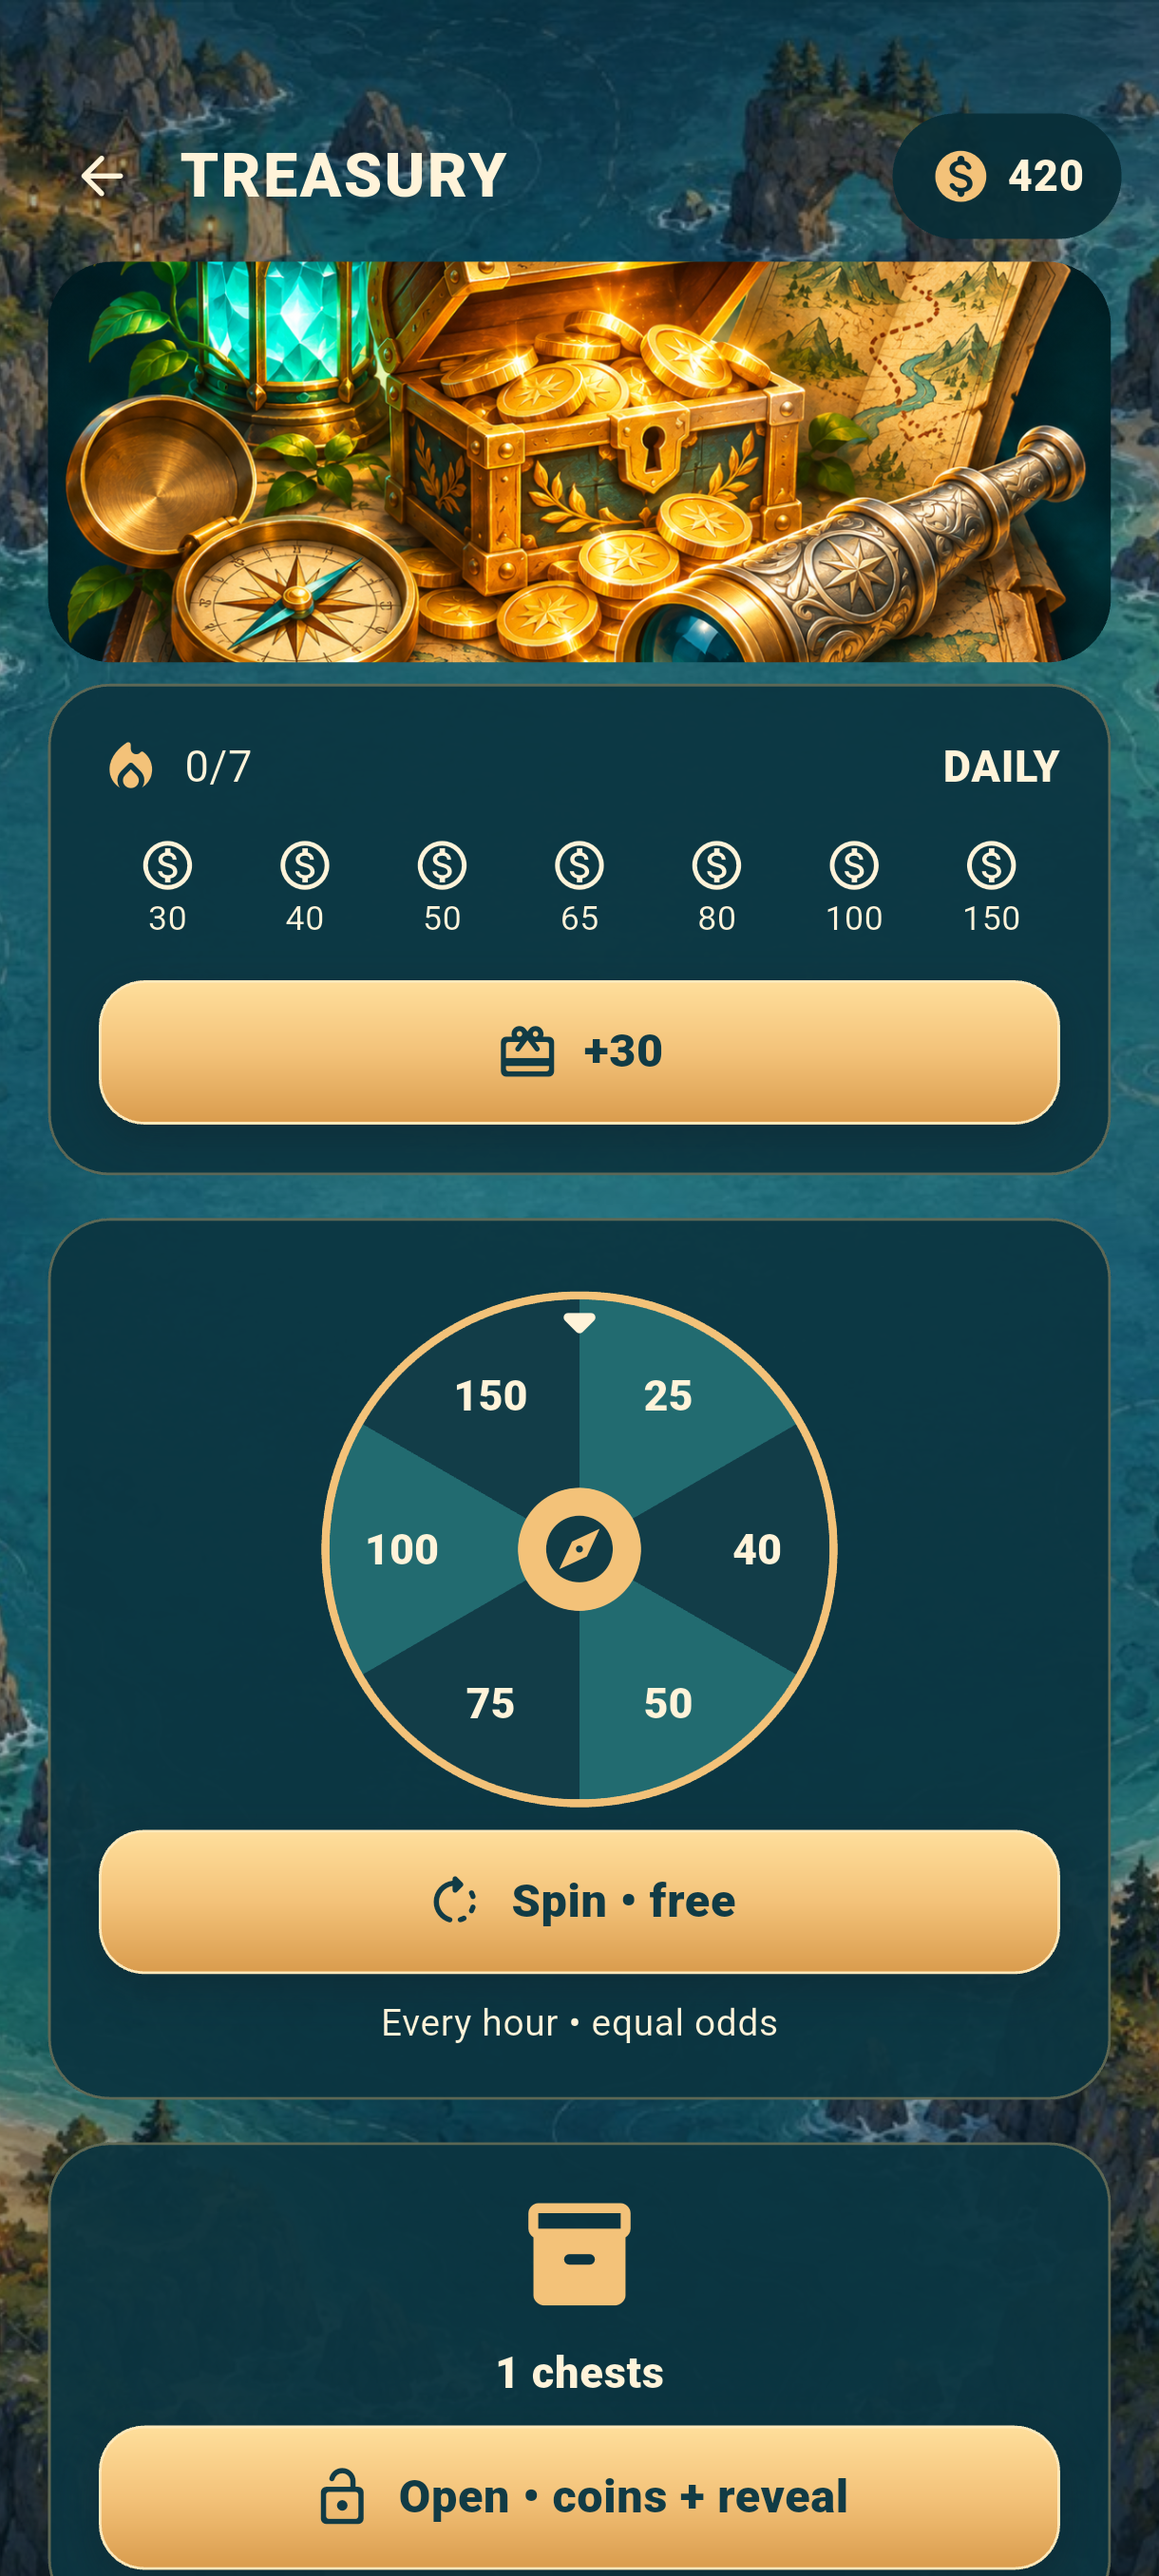 TREASURY
420
0/7
DAILY
30 40 50 65 80 100 150
+30
150 25
100 40
75 50
Spin • free
Every hour • equal odds
1 chests
Open • coins + reveal